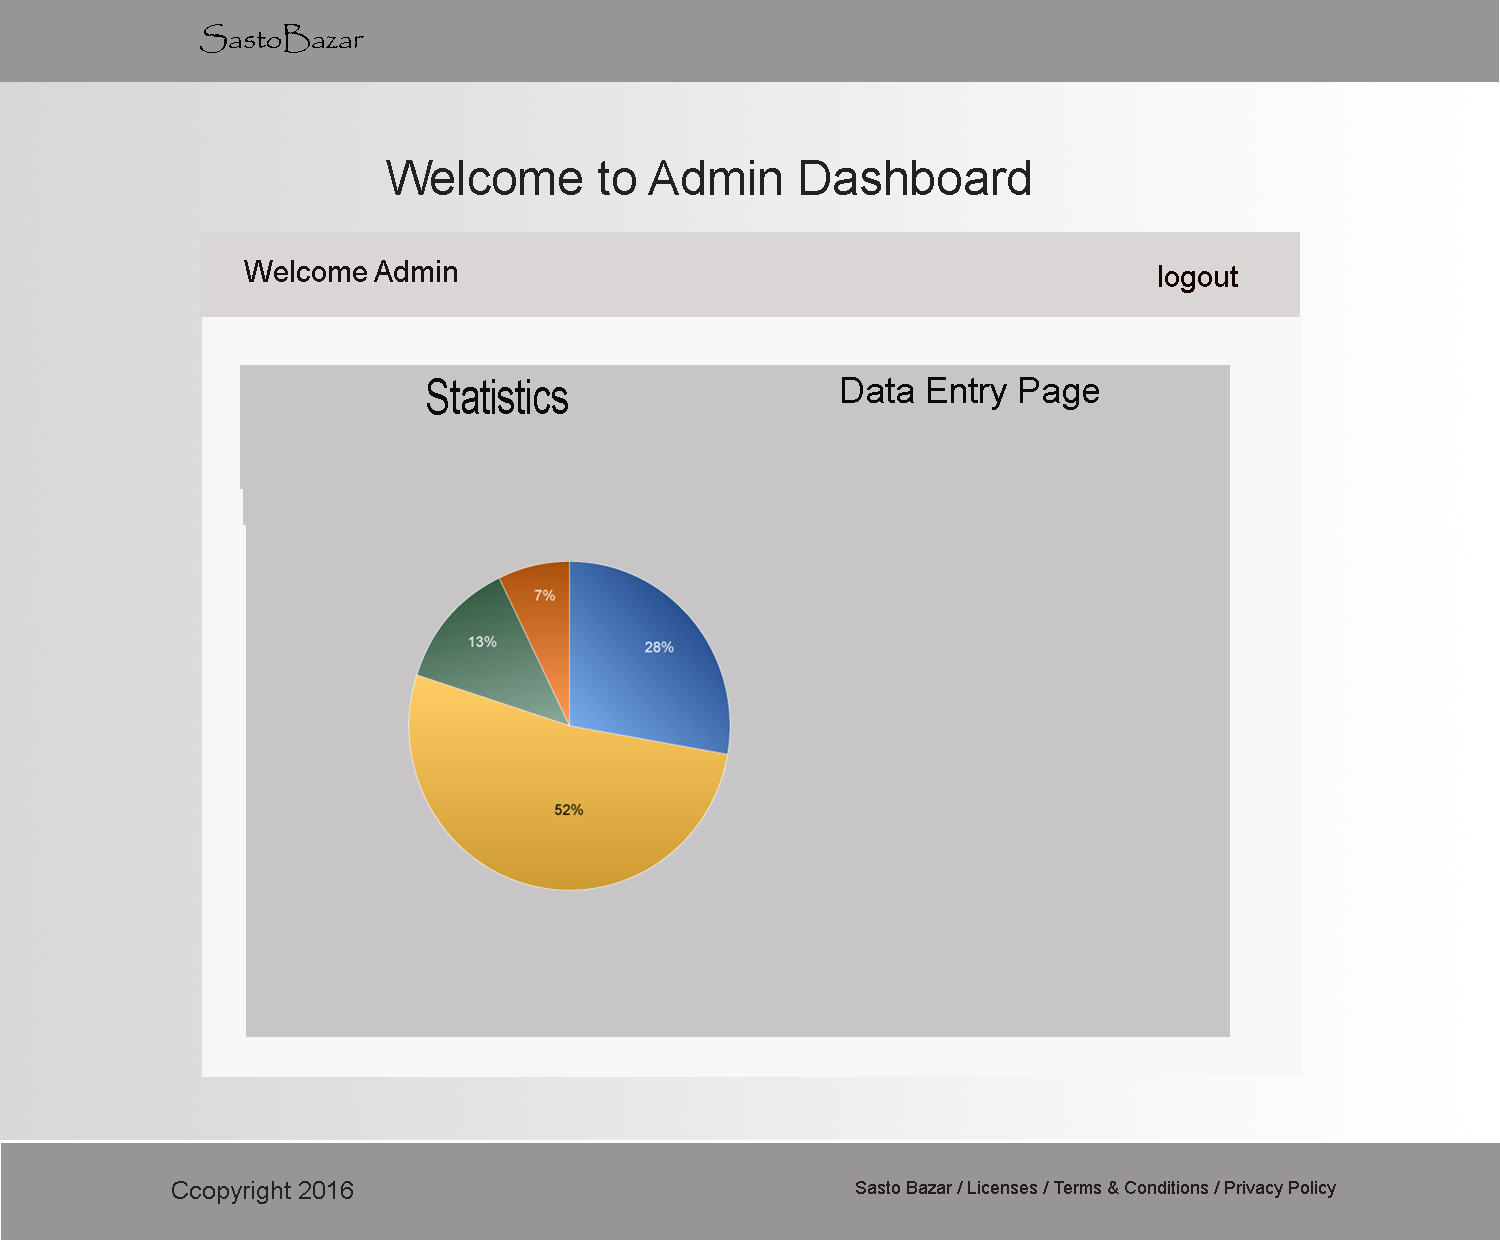 SastoBazar
Welcome to Admin Dashboard
Welcome Admin
logout
Statistics
Data Entry Page
7%
13%
28%
52%
Ccopyright 2016
Sasto Bazar / Licenses / Terms & Conditions / Privacy Policy